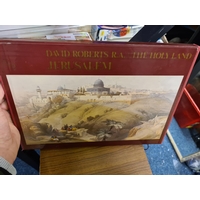 DAVID ROBERTS R.A. THE HOLY LAND
JERUSALEM